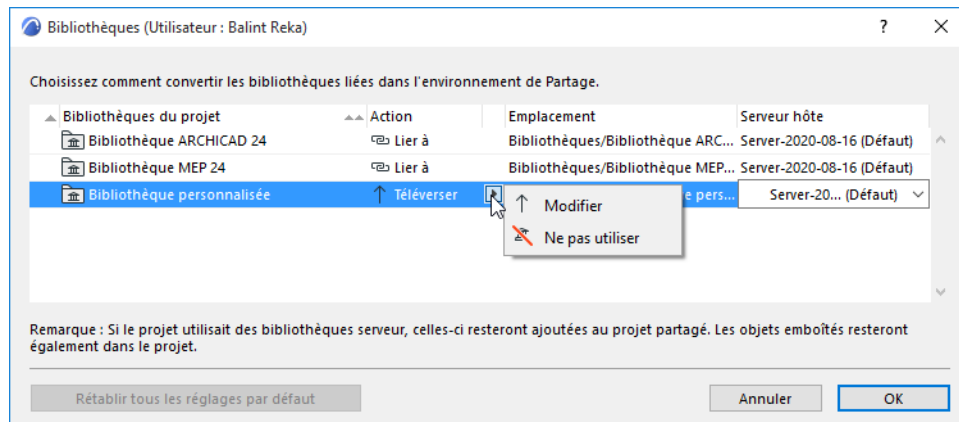 Bibliothèques (Utilisateur : Balint Reka)
?
Choisissez comment convertir les bibliothèques liées dans l'environnement de Partage.
Bibliothèques du projet Action Emplacement Serveur hôte
Bibliothèque ARCHICAD 24 Lier à Bibliothèques/Bibliothèque ARC... Server-2020-08-16 (Défaut)
Bibliothèque MEP 24 Lier à Bibliothèques/Bibliothèque MEP... Server-2020-08-16 (Défaut)
Bibliothèque personnalisée Téléverser e pers... Server-20... (Défaut)
Modifier
Ne pas utiliser
Remarque : Si le projet utilisait des bibliothèques serveur, celles-ci resteront ajoutées au projet partagé. Les objets emboîtés resteront
également dans le projet.
Rétablir tous les réglages par défaut Annuler OK